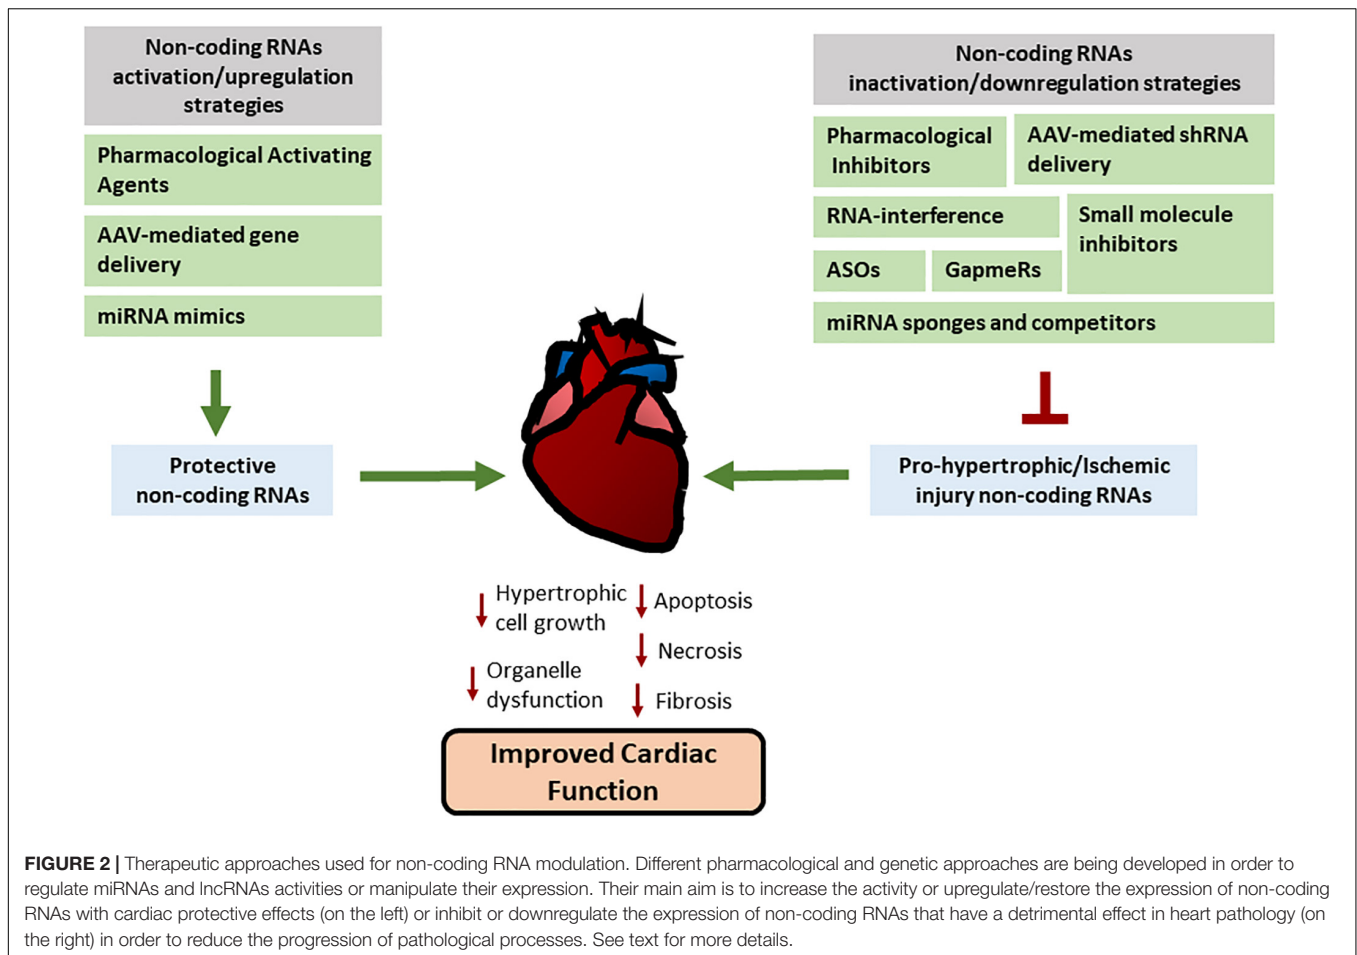 Non-coding RNAs
activation/upregulation
strategies
Pharmacological Activating
Agents
AAV-mediated gene
delivery
miRNA mimics
Protective
non-coding RNAs
Non-coding RNAs
inactivation/downregulation strategies
Pharmacological
Inhibitors
AAV-mediated shRNA
delivery
RNA-interference
Small molecule
inhibitors
ASOs
GapmeRs
miRNA sponges and competitors
Pro-hypertrophic/Ischemic
injury non-coding RNAs
Hypertrophic
cell growth
Organelle
dysfunction
Apoptosis
Necrosis
Fibrosis
Improved Cardiac
Function
FIGURE 2 | Therapeutic approaches used for non-coding RNA modulation. Different pharmacological and genetic approaches are being developed in order to
regulate miRNAs and lncRNAs activities or manipulate their expression. Their main aim is to increase the activity or upregulate/restore the expression of non-coding
RNAs with cardiac protective effects (on the left) or inhibit or downregulate the expression of non-coding RNAs that have a detrimental effect in heart pathology (on
the right) in order to reduce the progression of pathological processes. See text for more details.